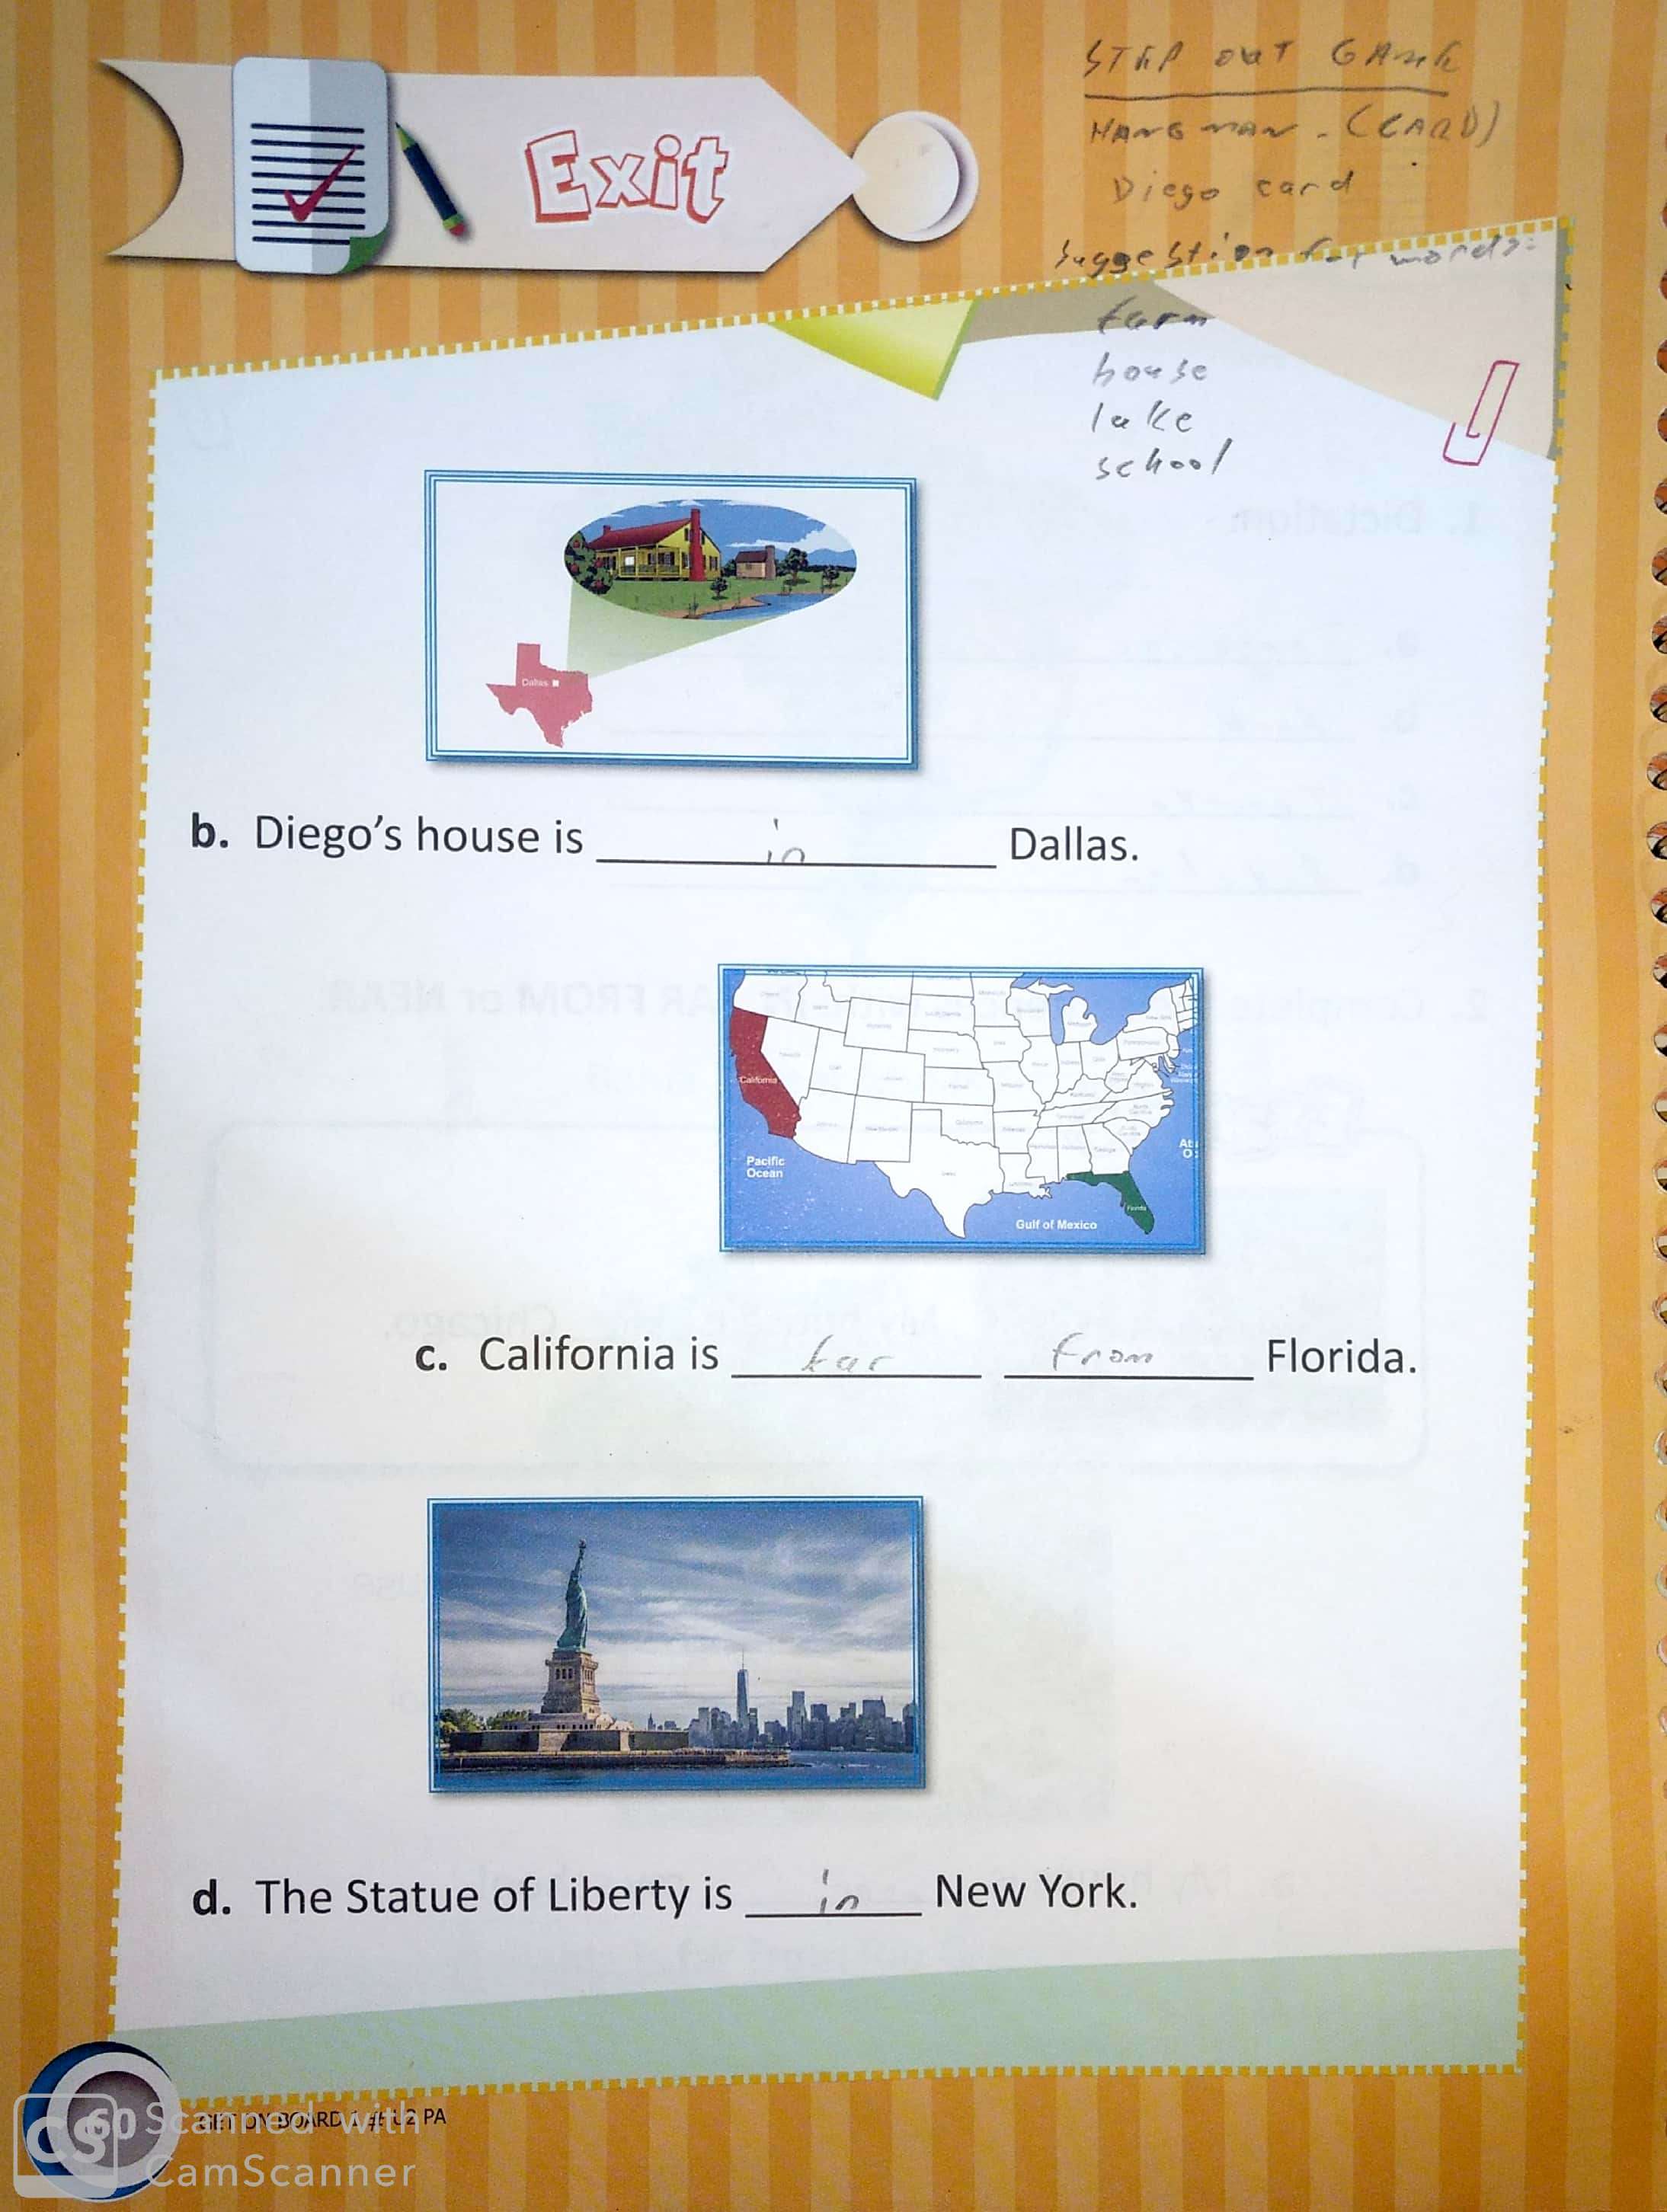 STEP OUT GAME
HANGMAN - (CARD)
Diego card
Suggestion for words:
farm
house
lake
school
Exit
Dallas
b. Diego's house is in Dallas.
California
Florida
Pacific
Ocean
Gulf of Mexico
c. California is far from Florida.
d. The Statue of Liberty is in New York.
60
GET ON BOARD
U2 PA
CS Scanned with
CamScanner